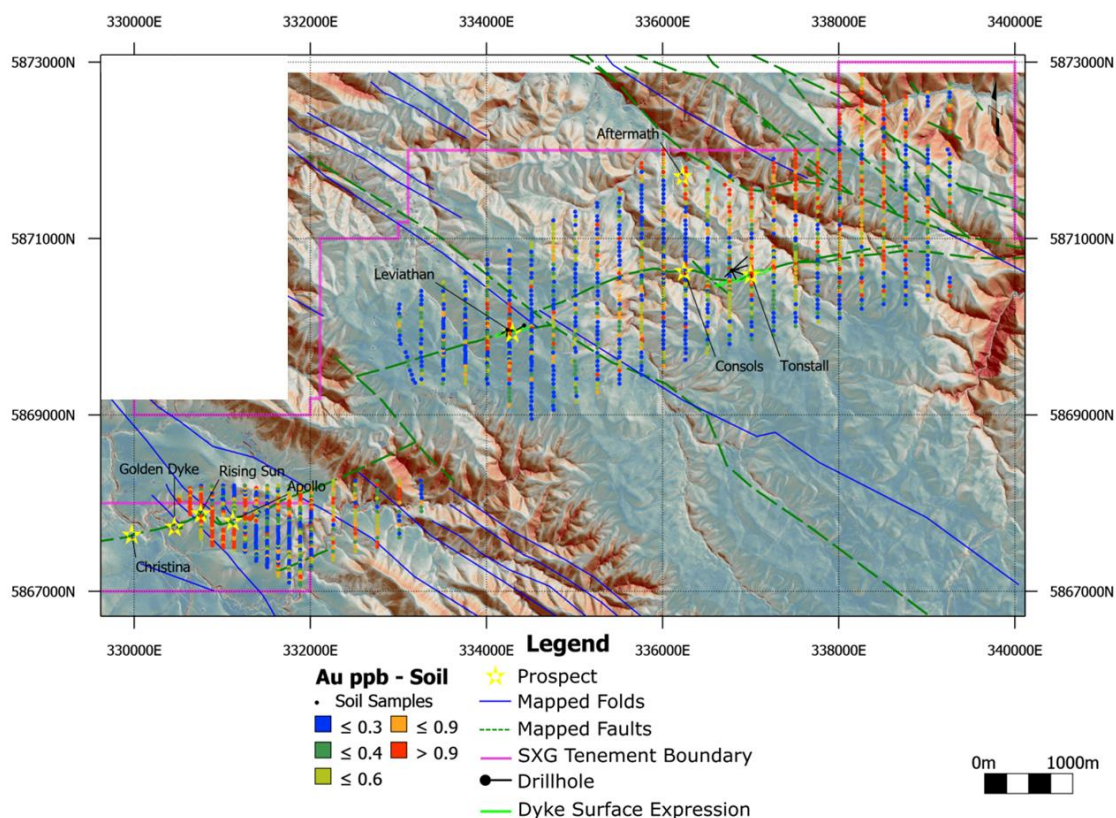 330000E 332000E 334000E 336000E 338000E 340000E
5873000N 5873000N
Aftermath
5871000N 5871000N
Leviathan
Consols Tonstall
5869000N 5869000N
Golden Dyke Rising Sun
Apollo
Christina
5867000N 5867000N
330000E 332000E 334000E 336000E 338000E 340000E
Legend
Au ppb - Soil
Soil Samples
≤ 0.3 ≤ 0.9
≤ 0.4 > 0.9
≤ 0.6
Prospect
Mapped Folds
Mapped Faults
SXG Tenement Boundary
Drillhole
Dyke Surface Expression
0m 1000m